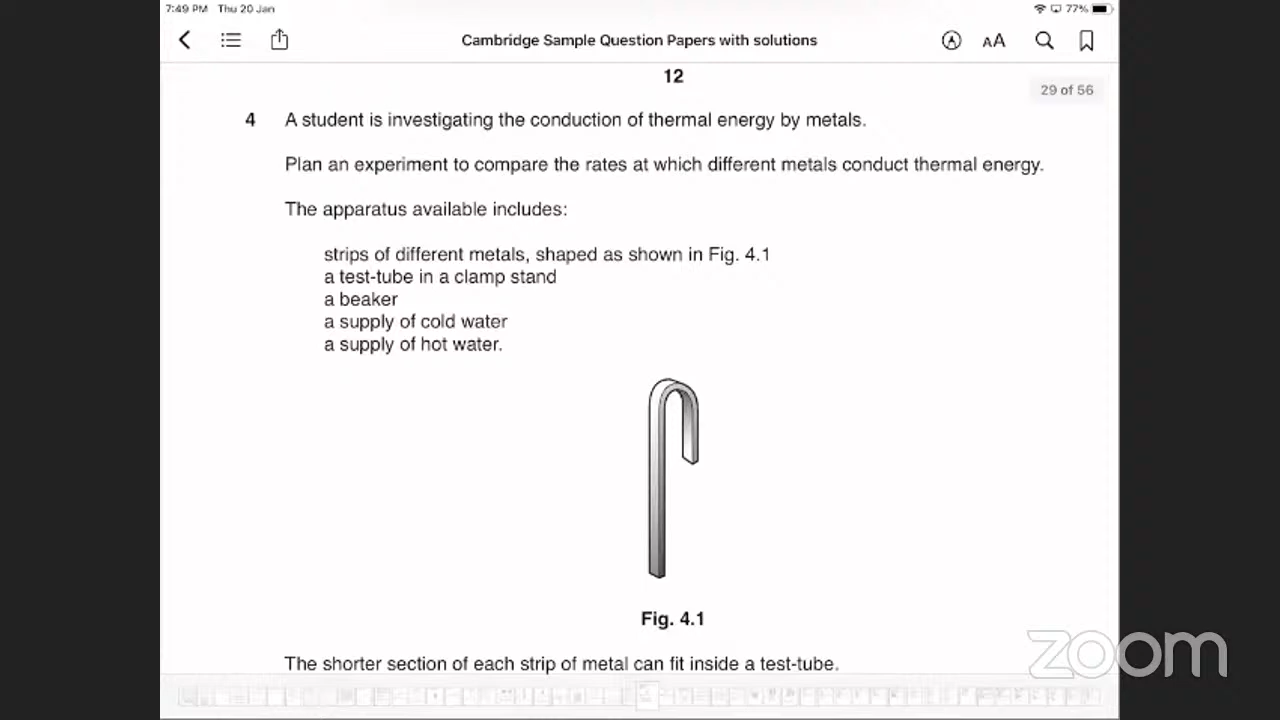 7:49 PM Thu 20 Jan
77%
Cambridge Sample Question Papers with solutions
AA
12
29 of 56
4 A student is investigating the conduction of thermal energy by metals.
Plan an experiment to compare the rates at which different metals conduct thermal energy.
The apparatus available includes:
strips of different metals, shaped as shown in Fig. 4.1
a test-tube in a clamp stand
a beaker
a supply of cold water
a supply of hot water.
Fig. 4.1
The shorter section of each strip of metal can fit inside a test-tube.
zoom